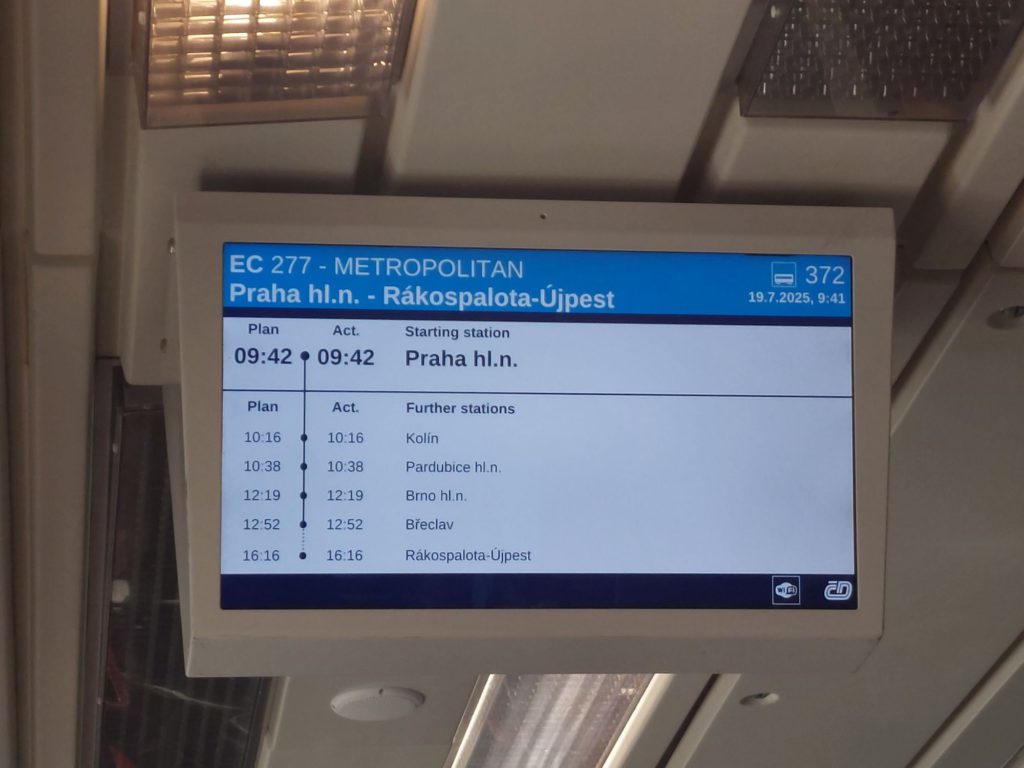 EC 277 - METROPOLITAN 372
Praha hl.n. - Rákospalota-Újpest 19.7.2025, 9:41
Plan Act. Starting station
09:42 09:42 Praha hl.n.
Plan Act. Further stations
10:16 10:16 Kolín
10:38 10:38 Pardubice hl.n.
12:19 12:19 Brno hl.n.
12:52 12:52 Břeclav
16:16 16:16 Rákospalota-Újpest
WiFi ČD